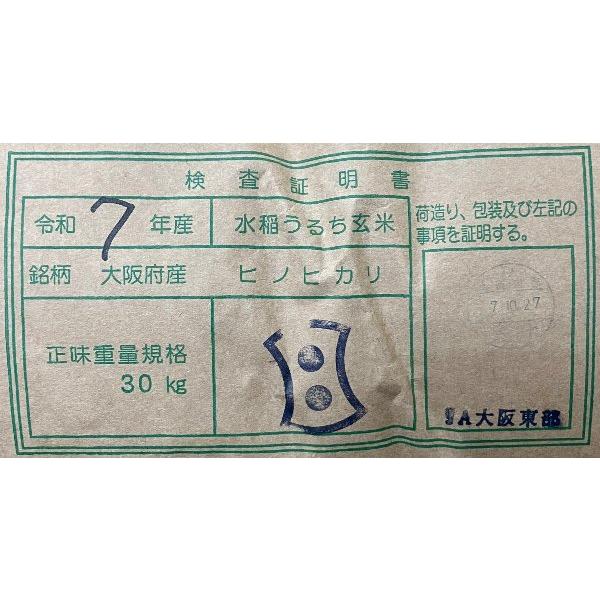 検査証明書
令和 7 年産 水稲うるち玄米
銘柄 大阪府産 ヒノヒカリ
正味重量規格
30 kg
荷造り、包装及び左記の
事項を証明する。
7.10.27
JA大阪東部